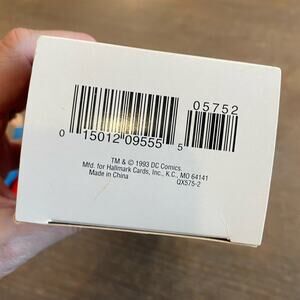 05752
0 15012 09555 5
TM & © 1993 DC Comics.
Mfd. for Hallmark Cards, Inc., K.C., MO 64141
Made in China QX575-2